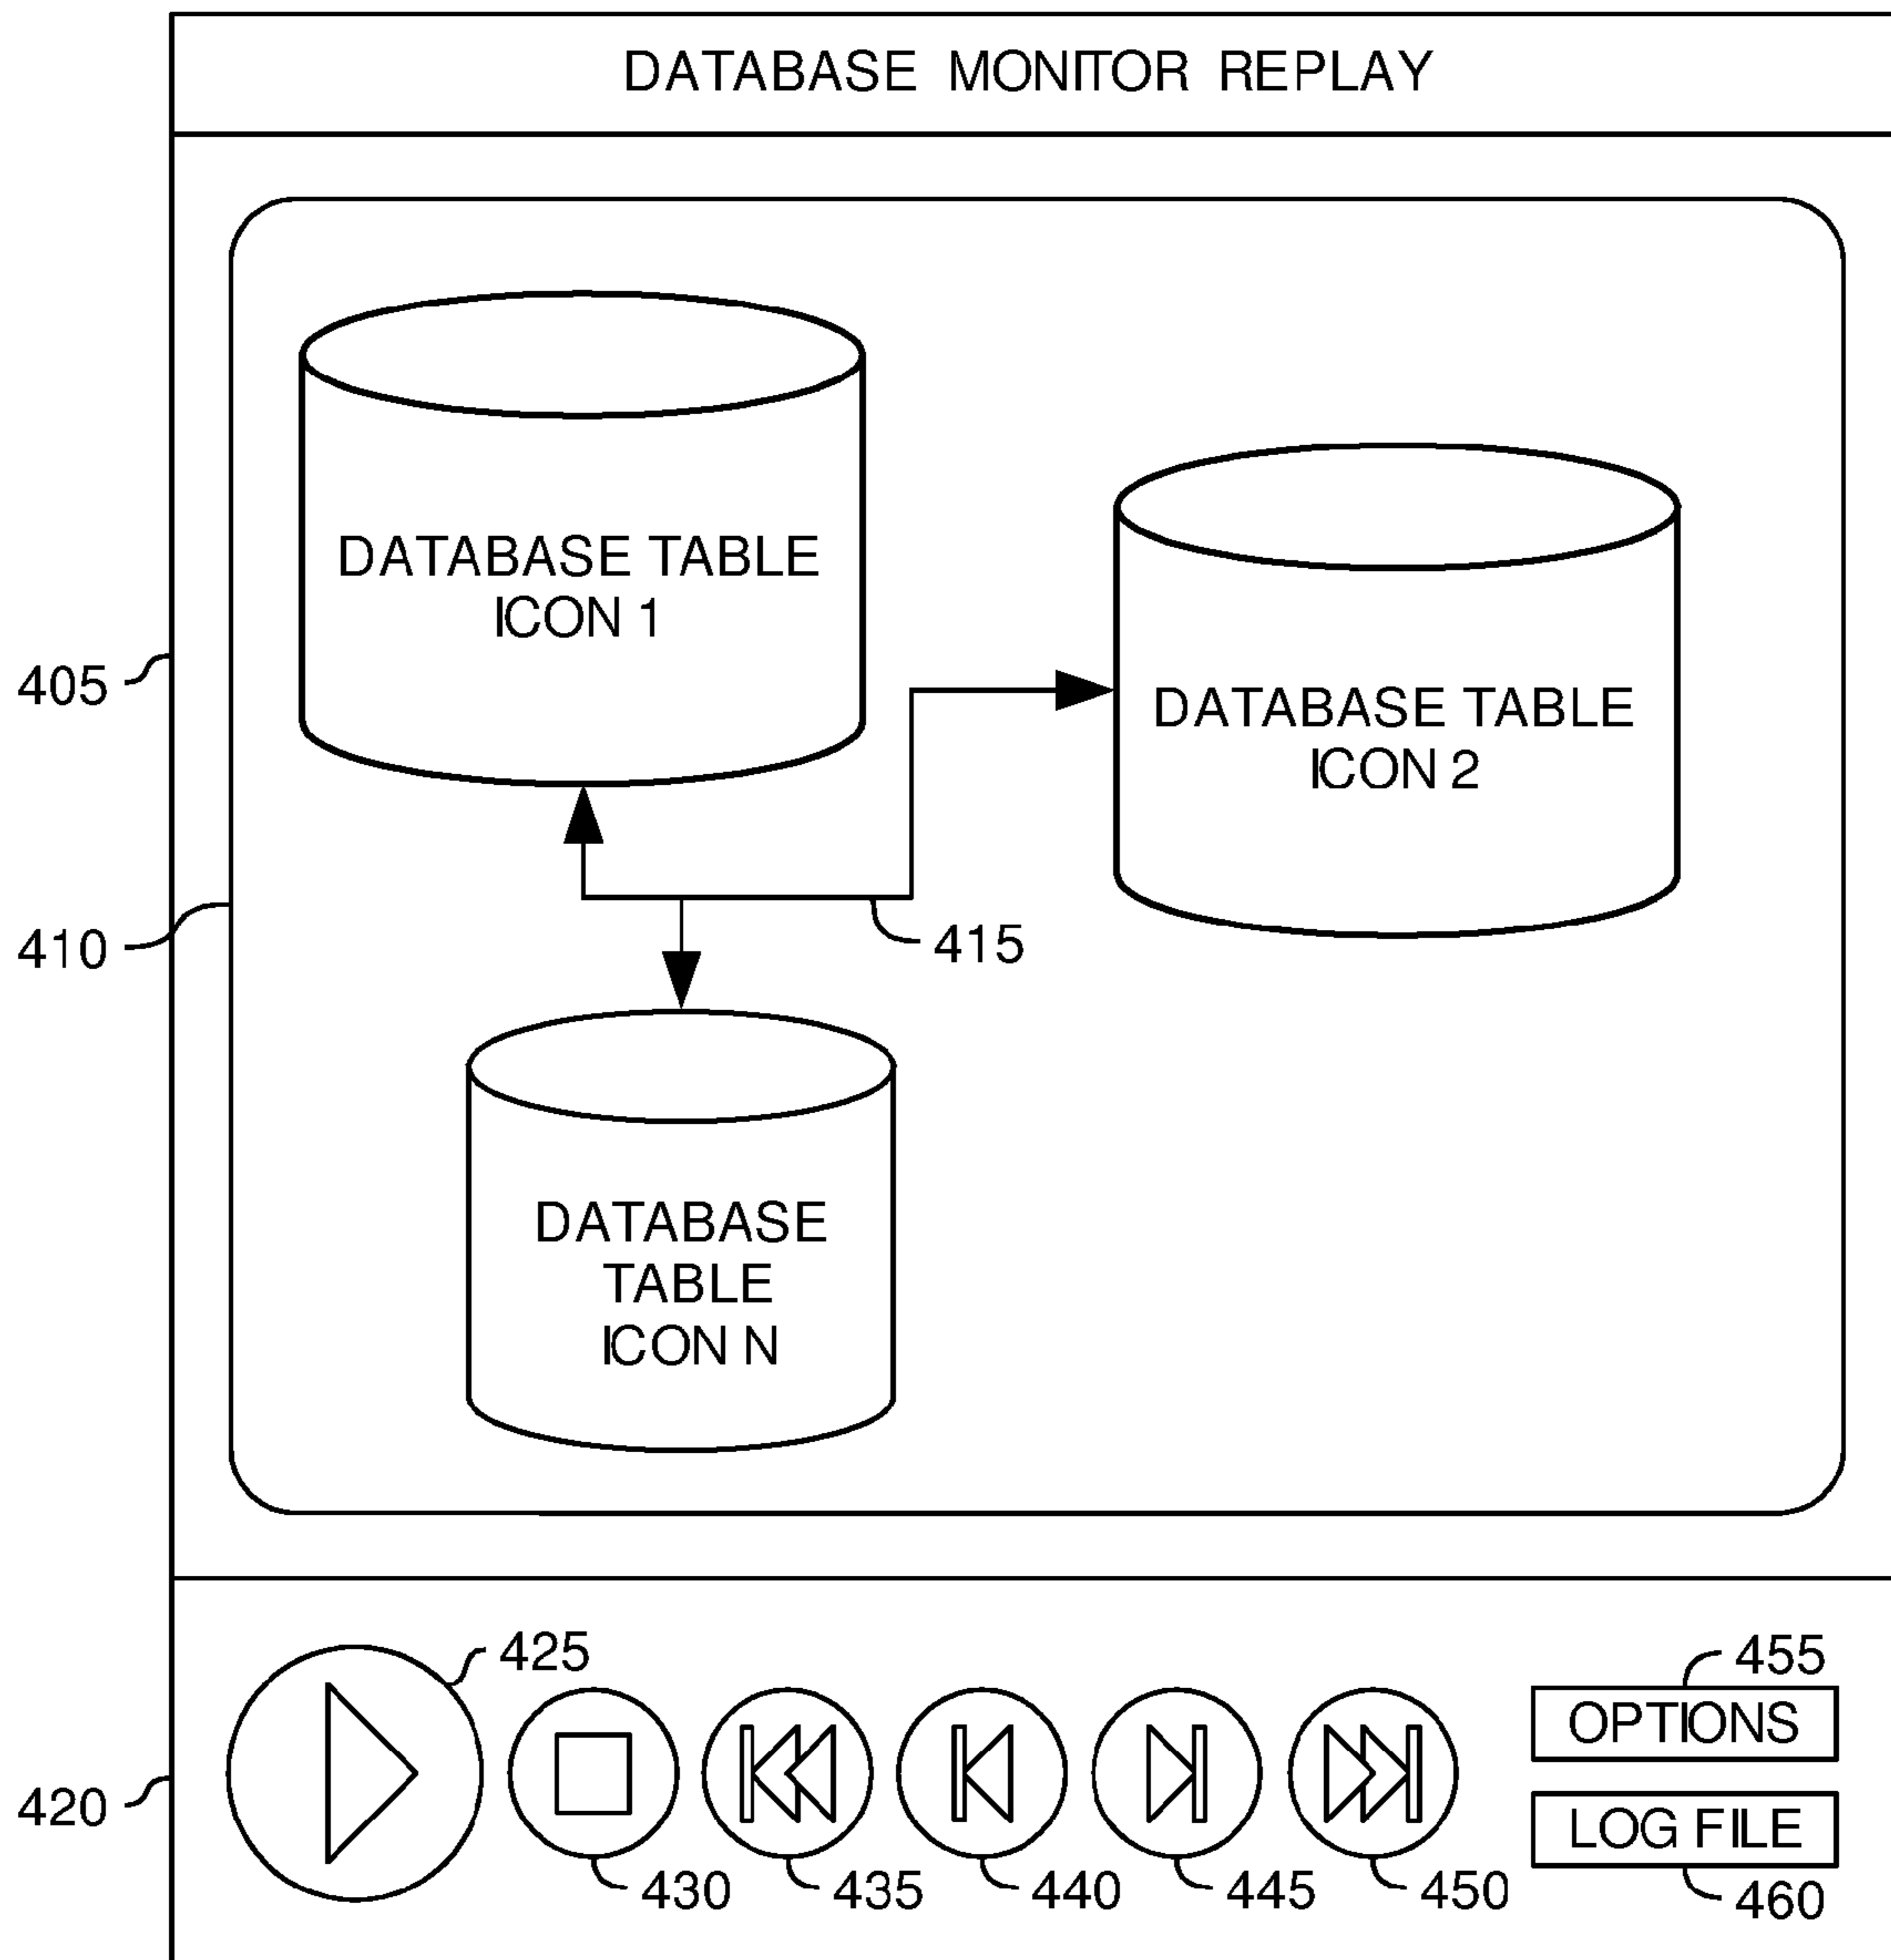 DATABASE MONITOR REPLAY
DATABASE TABLE
ICON 1
405
DATABASE TABLE
ICON 2
410
415
DATABASE
TABLE
ICON N
425
455
OPTIONS
420
LOG FILE
430
435
440
445
450
460